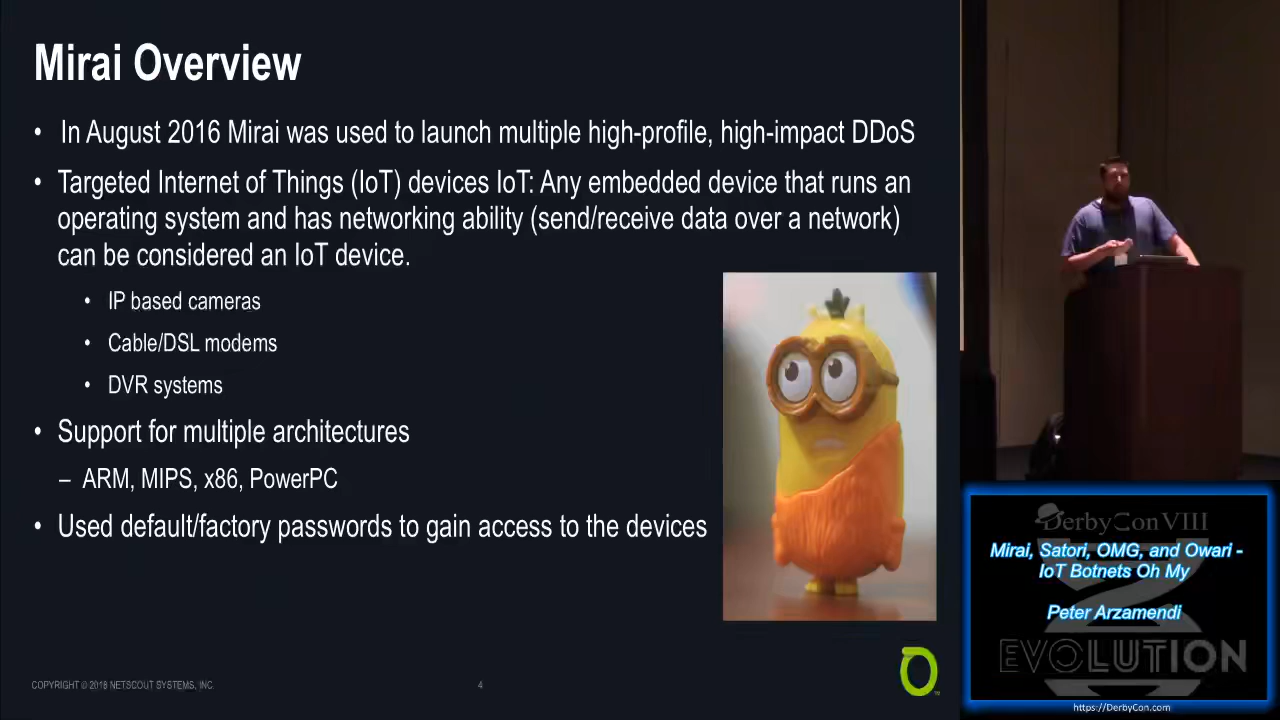 Mirai Overview
• In August 2016 Mirai was used to launch multiple high-profile, high-impact DDoS
• Targeted Internet of Things (IoT) devices IoT: Any embedded device that runs an
operating system and has networking ability (send/receive data over a network)
can be considered an IoT device.
• IP based cameras
• Cable/DSL modems
• DVR systems
• Support for multiple architectures
– ARM, MIPS, x86, PowerPC
• Used default/factory passwords to gain access to the devices
COPYRIGHT © 2018 NETSCOUT SYSTEMS, INC.
4
DerbyCon VIII
Mirai, Satori, OMG, and Owari -
IoT Botnets Oh My
Peter Arzamendi
EVOLUTION
https://DerbyCon.com